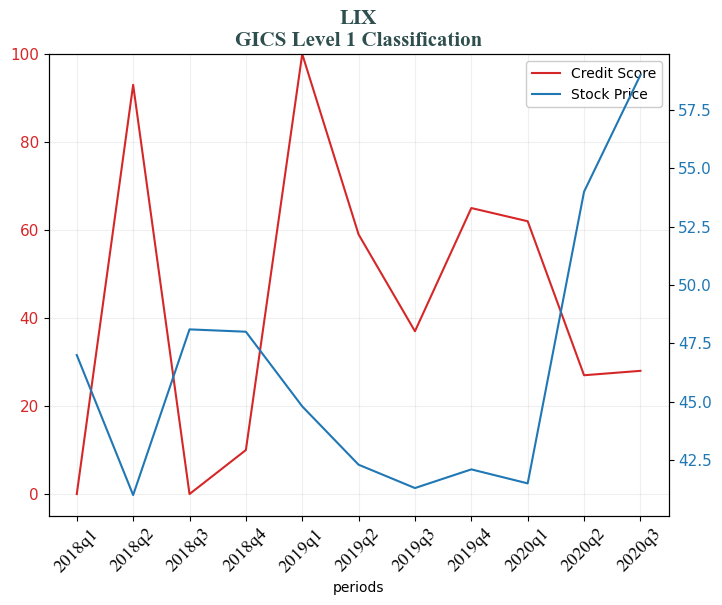 LIX
GICS Level 1 Classification
Credit Score
Stock Price
100
80
60
40
20
0
57.5
55.0
52.5
50.0
47.5
45.0
42.5
2018q1
2018q2
2018q3
2018q4
2019q1
2019q2
2019q3
2019q4
2020q1
2020q2
2020q3
periods